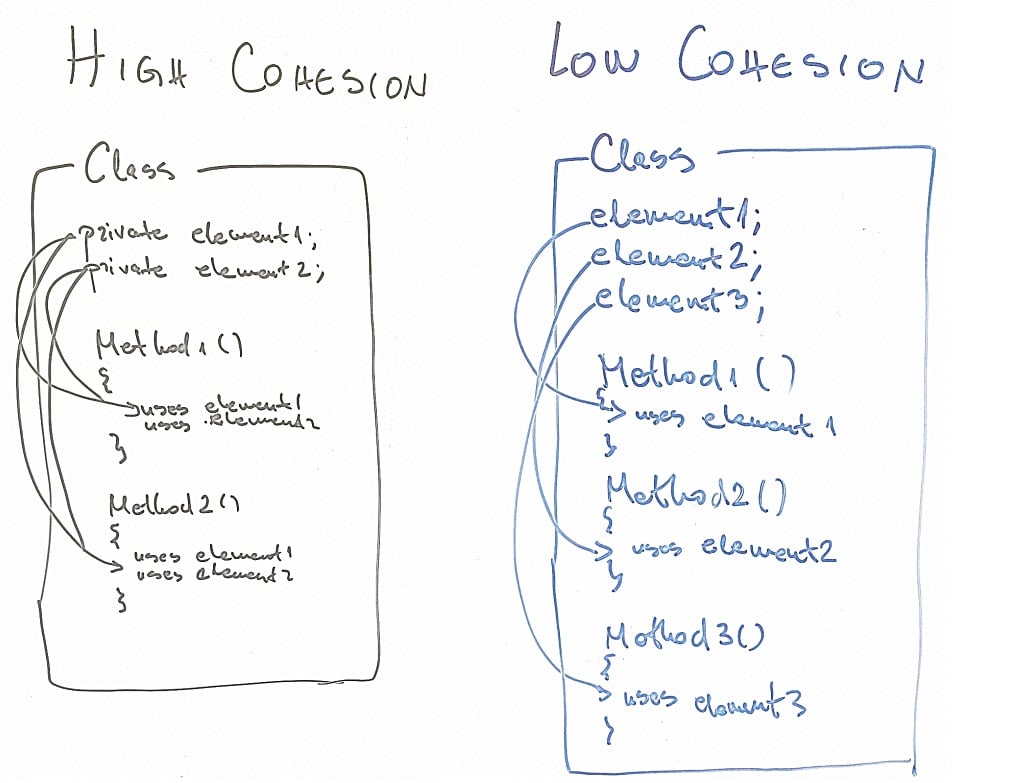 HIGH COHESION
Class
private element1;
private element2;
Method1()
{
uses element1
uses element2
}
Method2()
{
uses element1
uses element2
}
LOW COHESION
Class
element1;
element2;
element3;
Method1()
{
uses element1
}
Method2()
{
uses element2
}
Mothod3()
{
uses element3
}